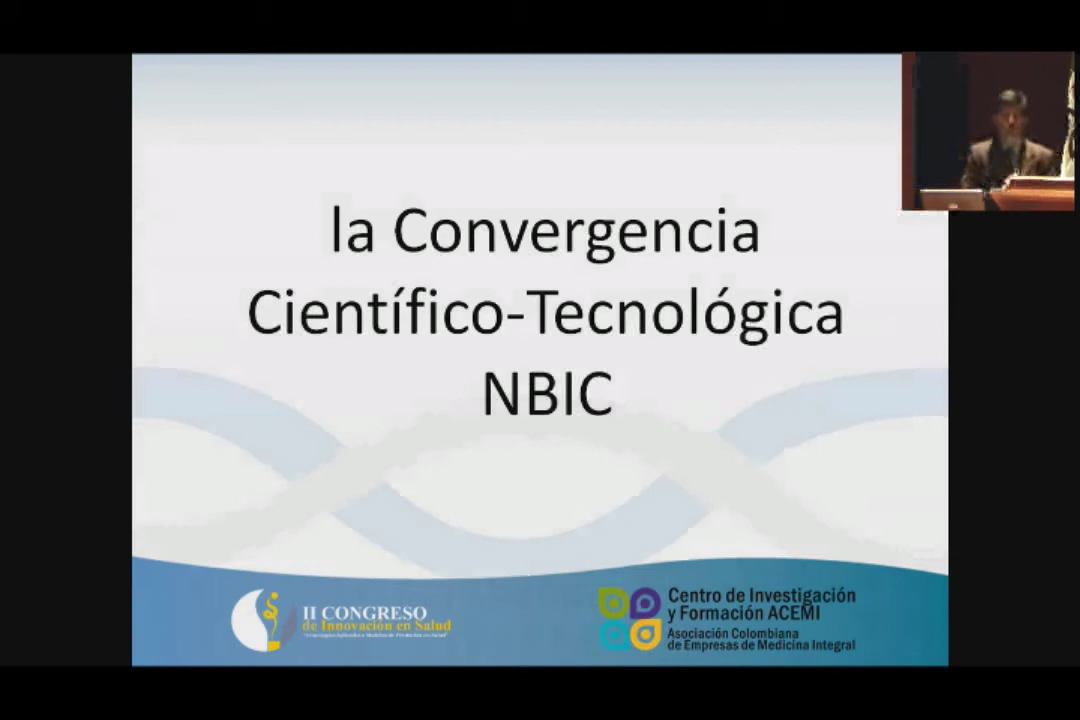 la Convergencia
Científico-Tecnológica
NBIC
II CONGRESO
de Innovación en Salud
Centro de Investigación
y Formación ACEMI
Asociación Colombiana
de Empresas de Medicina Integral